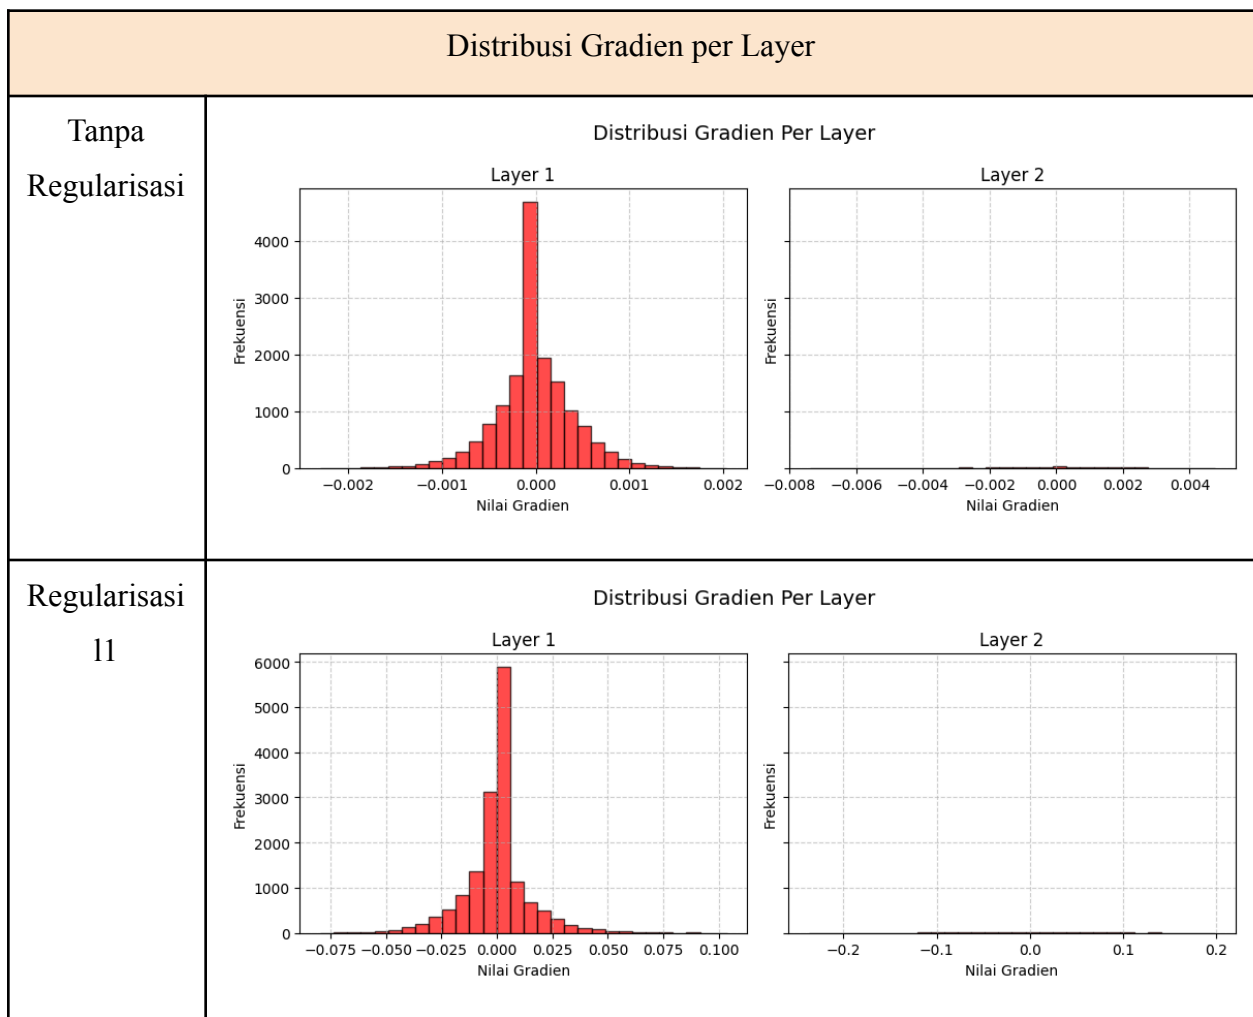 Distribusi Gradien per Layer
Tanpa
Regularisasi
Distribusi Gradien Per Layer
Layer 1
4000
3000
2000
1000
0
Frekuensi
−0.002 −0.001 0.000 0.001 0.002
Nilai Gradien
Layer 2
Frekuensi
−0.008 −0.006 −0.004 −0.002 0.000 0.002 0.004
Nilai Gradien
Regularisasi
l1
Distribusi Gradien Per Layer
Layer 1
6000
5000
4000
3000
2000
1000
0
Frekuensi
−0.075 −0.050 −0.025 0.000 0.025 0.050 0.075 0.100
Nilai Gradien
Layer 2
Frekuensi
−0.2 −0.1 0.0 0.1 0.2
Nilai Gradien